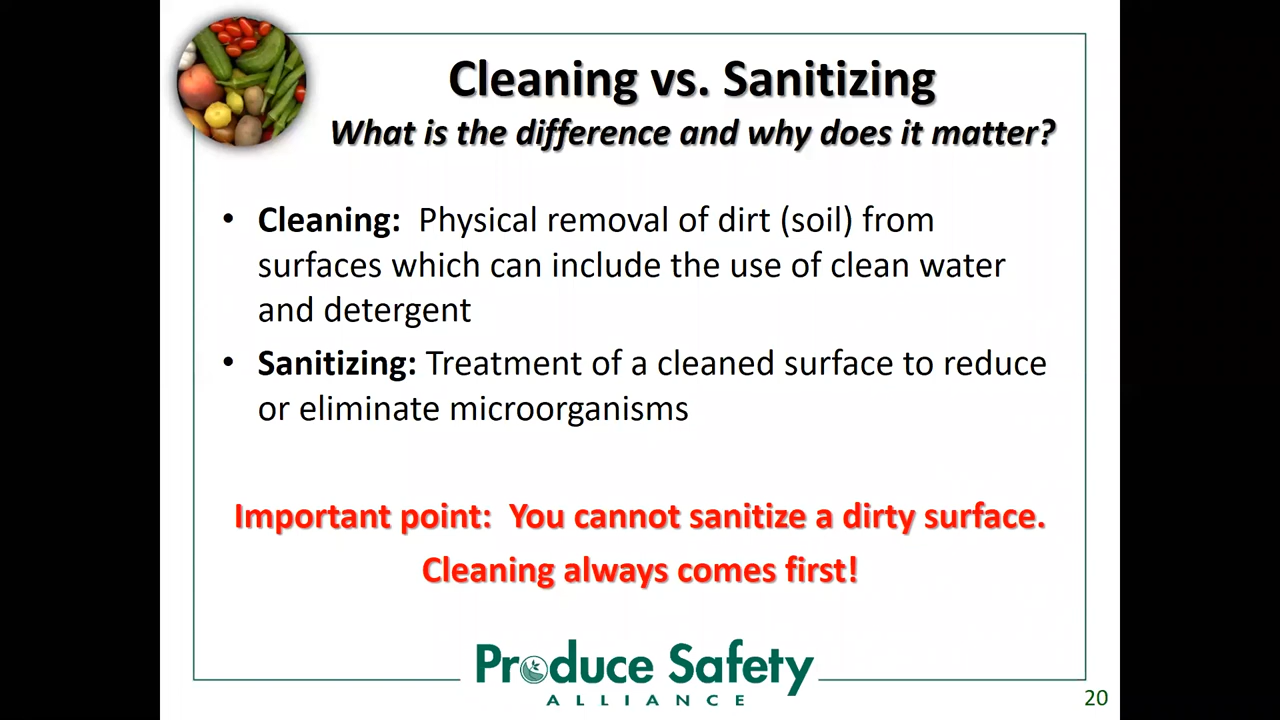 Cleaning vs. Sanitizing
What is the difference and why does it matter?
• Cleaning: Physical removal of dirt (soil) from
surfaces which can include the use of clean water
and detergent
• Sanitizing: Treatment of a cleaned surface to reduce
or eliminate microorganisms
Important point: You cannot sanitize a dirty surface.
Cleaning always comes first!
Produce Safety
ALLIANCE
20